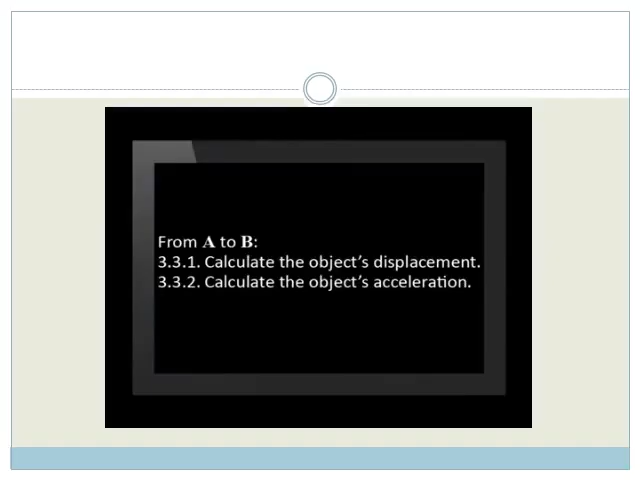 From A to B:
3.3.1. Calculate the object’s displacement.
3.3.2. Calculate the object’s acceleration.